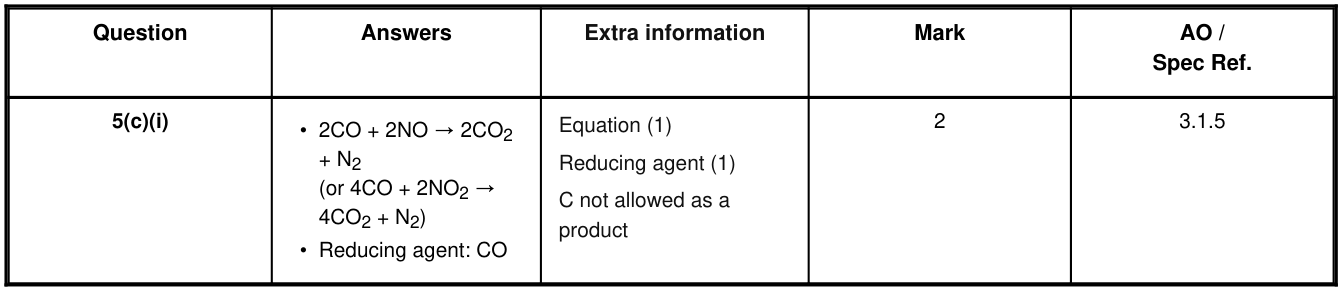 Question
Answers
Extra information
Mark
AO /
Spec Ref.
5(c)(i)
• 2CO + 2NO → 2CO₂
+ N₂
(or 4CO + 2NO₂ →
4CO₂ + N₂)
• Reducing agent: CO
Equation (1)
Reducing agent (1)
C not allowed as a
product
2
3.1.5